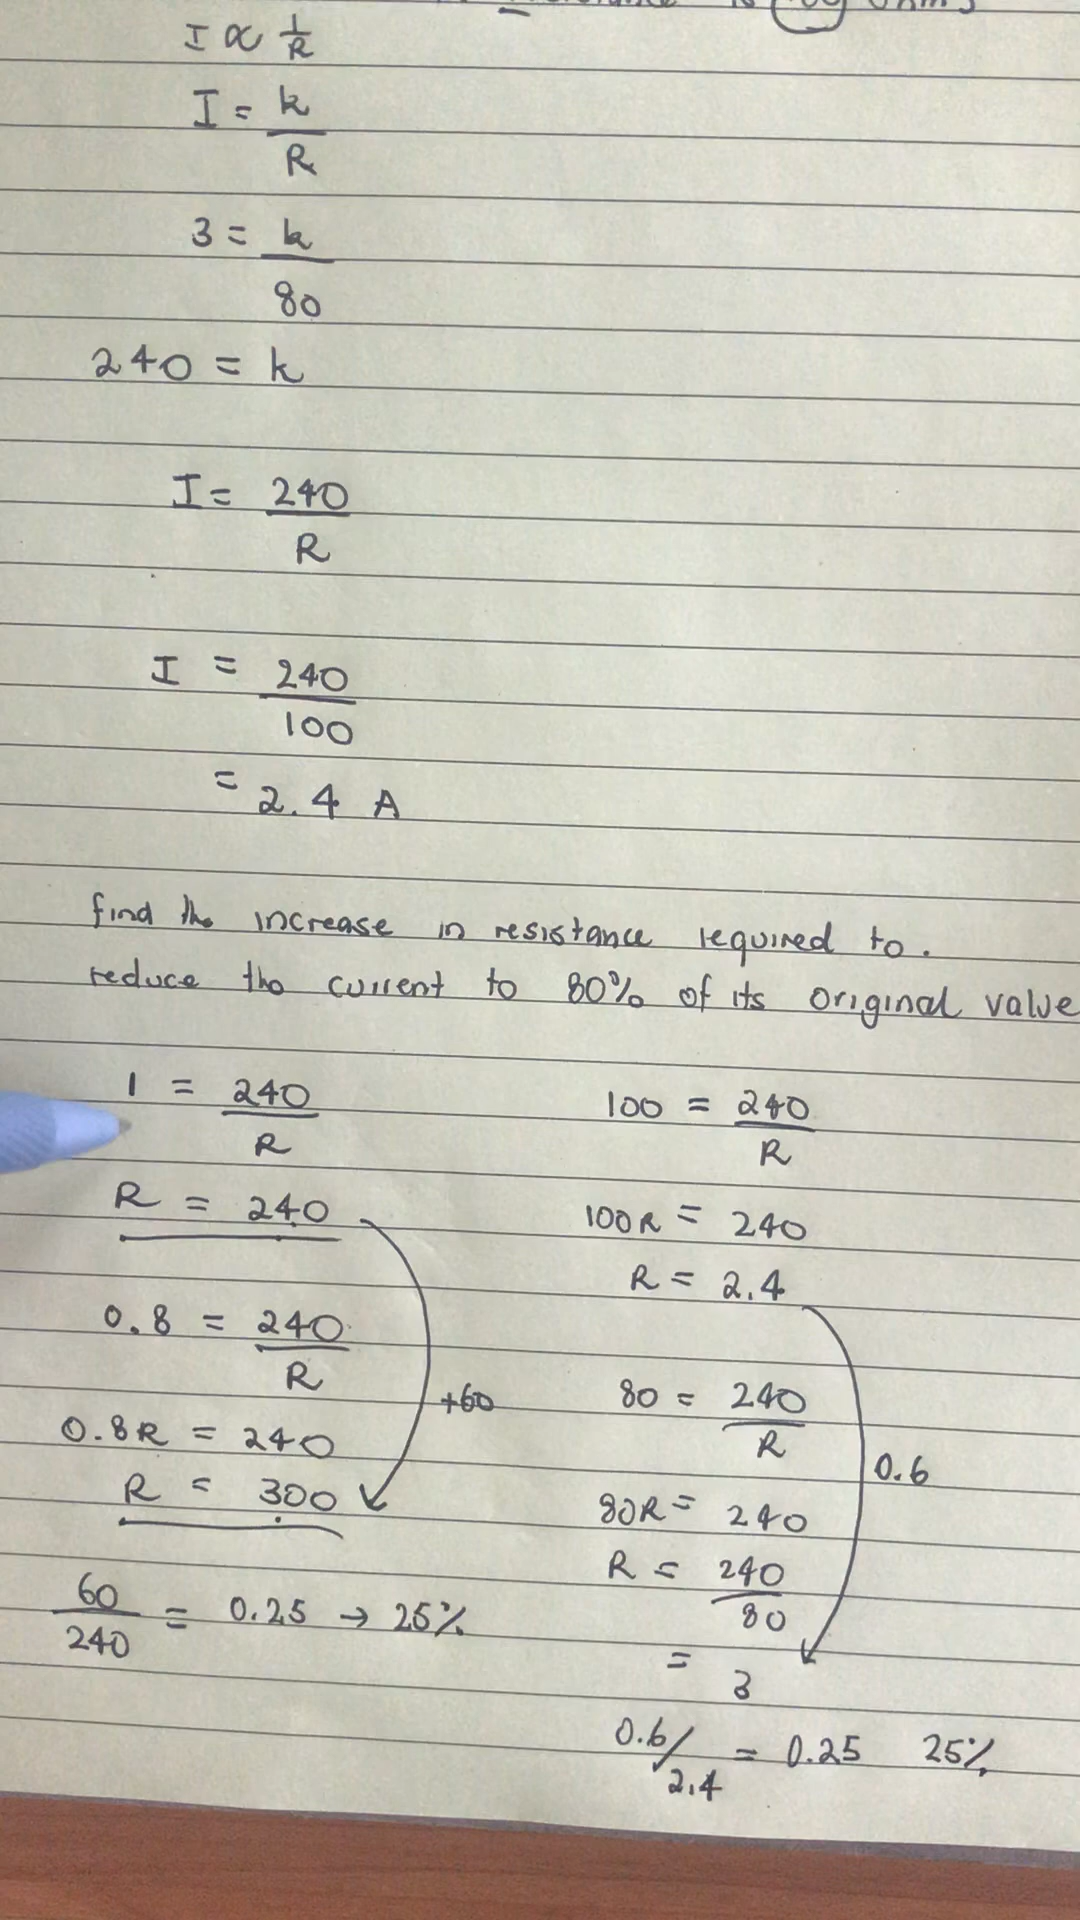 is 100 ohms
I ∝ 1/R
I = k/R
3 = k/80
240 = k
I = 240/R
I = 240/100
= 2.4 A
find the increase in resistance required to.
reduce the current to 80% of its original value
1 = 240/R
R = 240
0.8 = 240/R
+60
0.8R = 240
R = 300
60/240 = 0.25 → 25%
100 = 240/R
100R = 240
R = 2.4
80 = 240/R
0.6
80R = 240
R = 240/80
= 3
0.6/2.4 = 0.25 25%